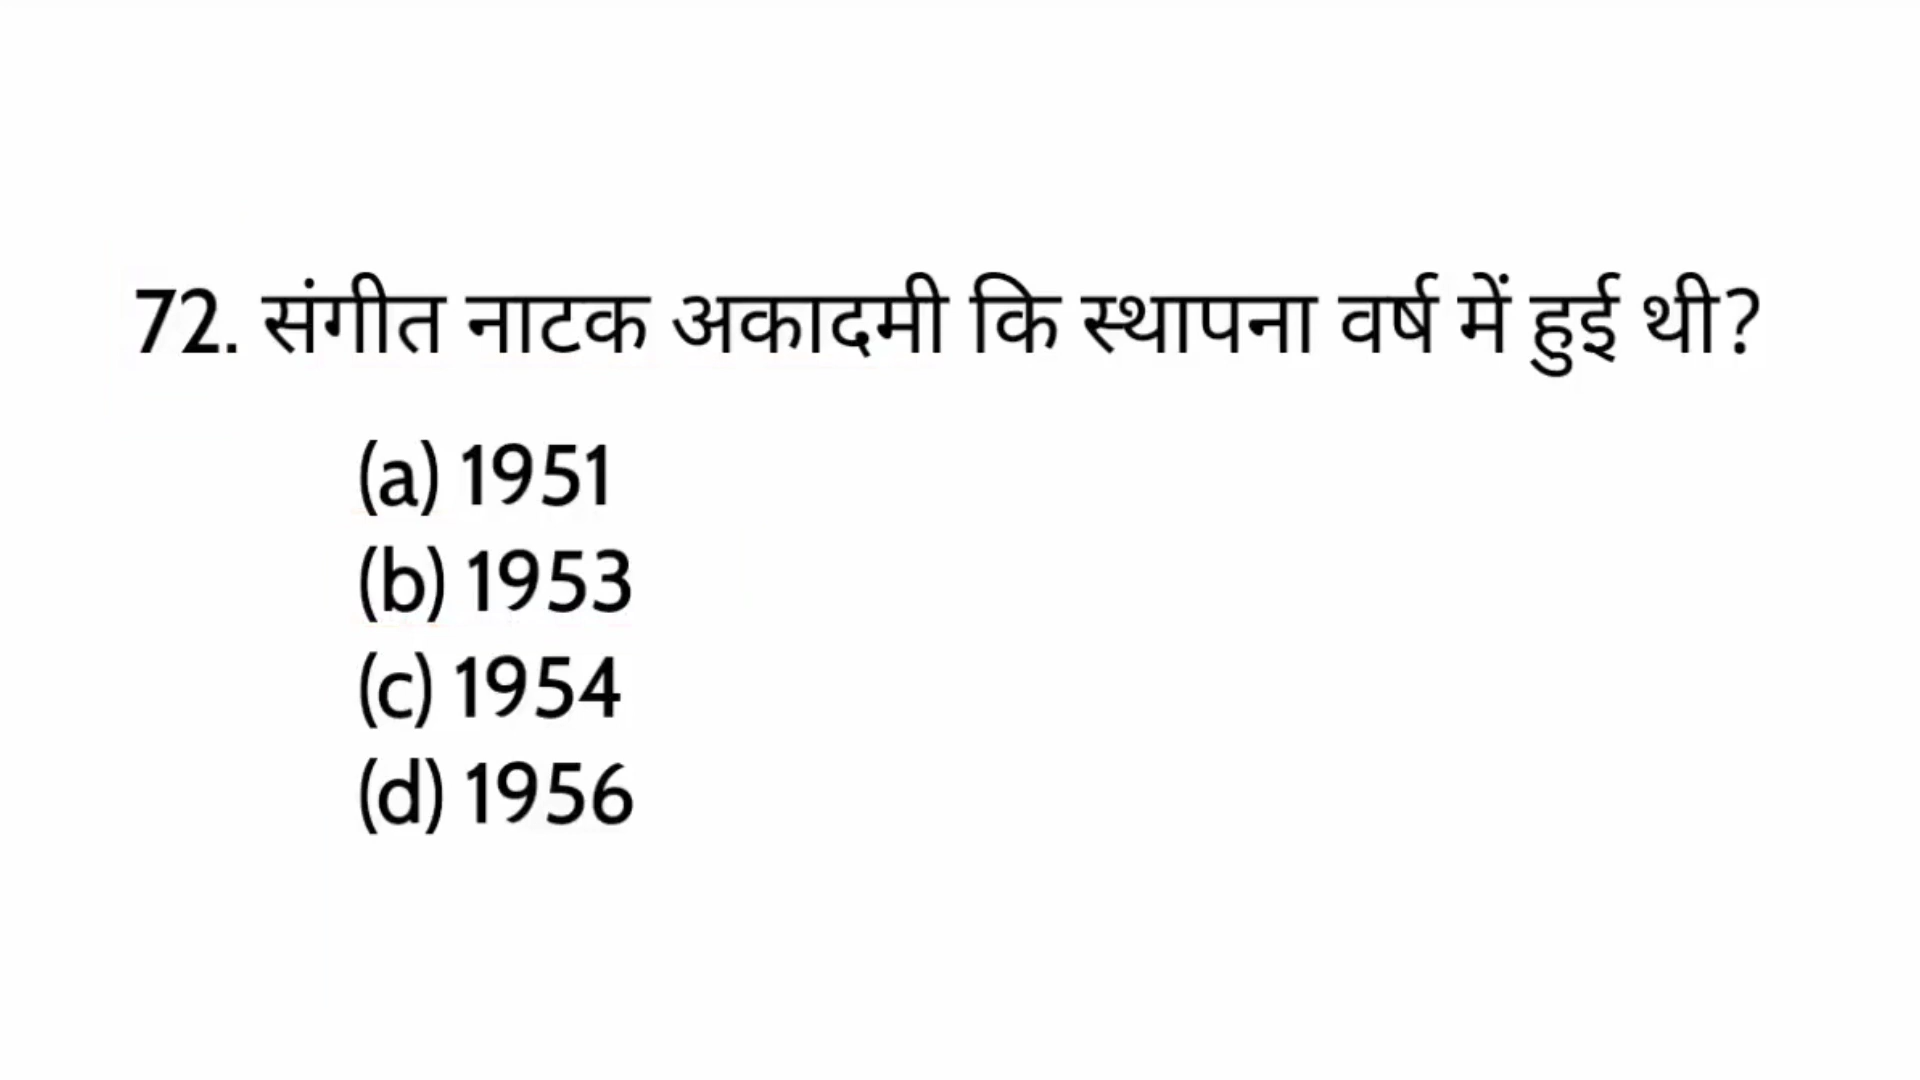 72. संगीत नाटक अकादमी कि स्थापना वर्ष में हुई थी?
(a) 1951
(b) 1953
(c) 1954
(d) 1956